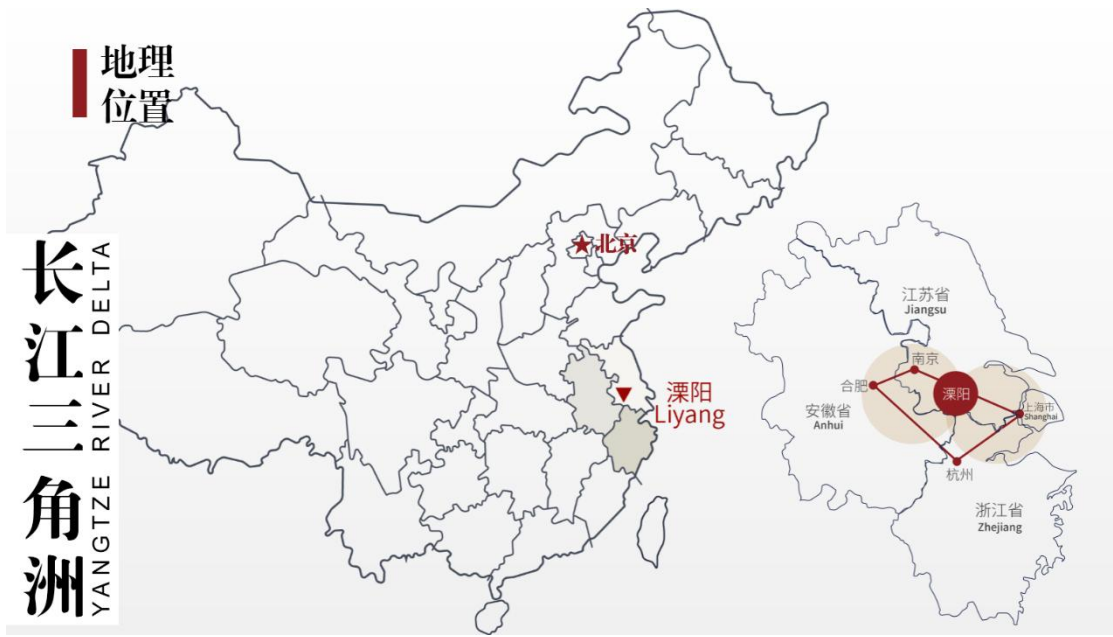 地理
位置
长江三角洲
YANGTZE RIVER DELTA
北京
溧阳
Liyang
江苏省
Jiangsu
南京
合肥
溧阳
安徽省
Anhui
上海市
Shanghai
杭州
浙江省
Zhejiang